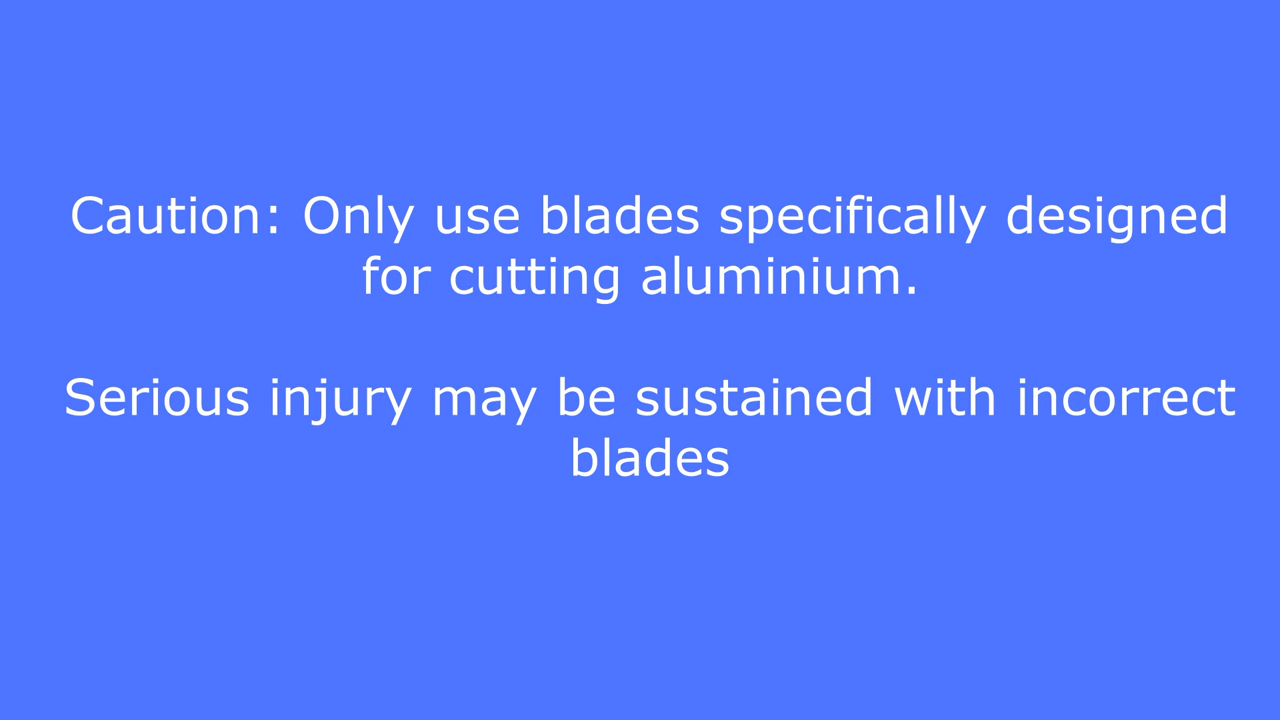 Caution: Only use blades specifically designed
for cutting aluminium.
Serious injury may be sustained with incorrect
blades